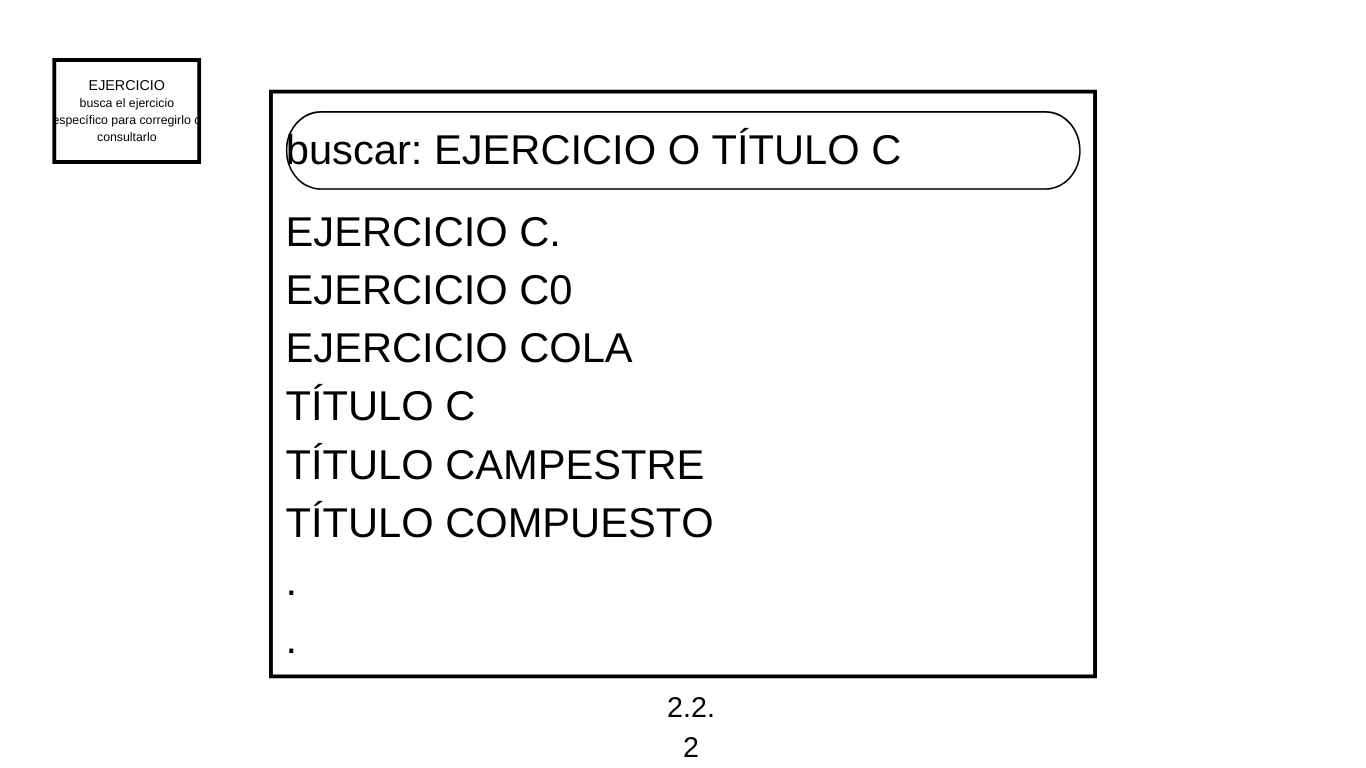 EJERCICIO
busca el ejercicio
específico para corregirlo o
consultarlo
buscar: EJERCICIO O TÍTULO C
EJERCICIO C.
EJERCICIO C0
EJERCICIO COLA
TÍTULO C
TÍTULO CAMPESTRE
TÍTULO COMPUESTO
.
.
2.2.
2